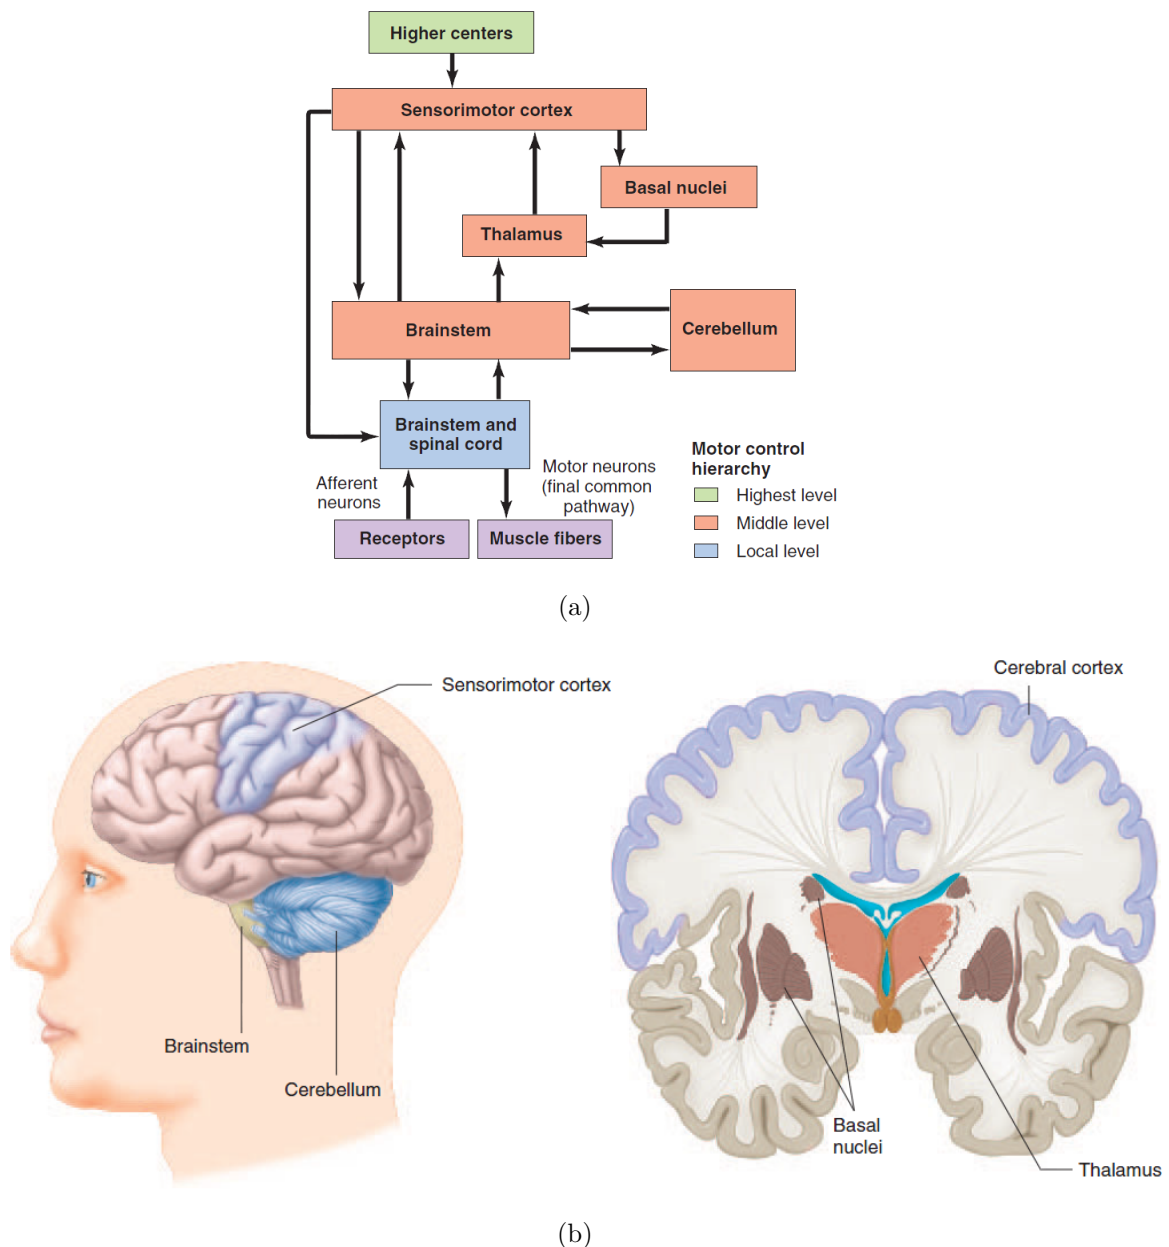 Higher centers
Sensorimotor cortex
Basal nuclei
Thalamus
Brainstem
Cerebellum
Brainstem and
spinal cord
Afferent
neurons
Motor neurons
(final common
pathway)
Receptors
Muscle fibers
Motor control
hierarchy
Highest level
Middle level
Local level
(a)
Sensorimotor cortex
Brainstem
Cerebellum
Cerebral cortex
Basal
nuclei
Thalamus
(b)